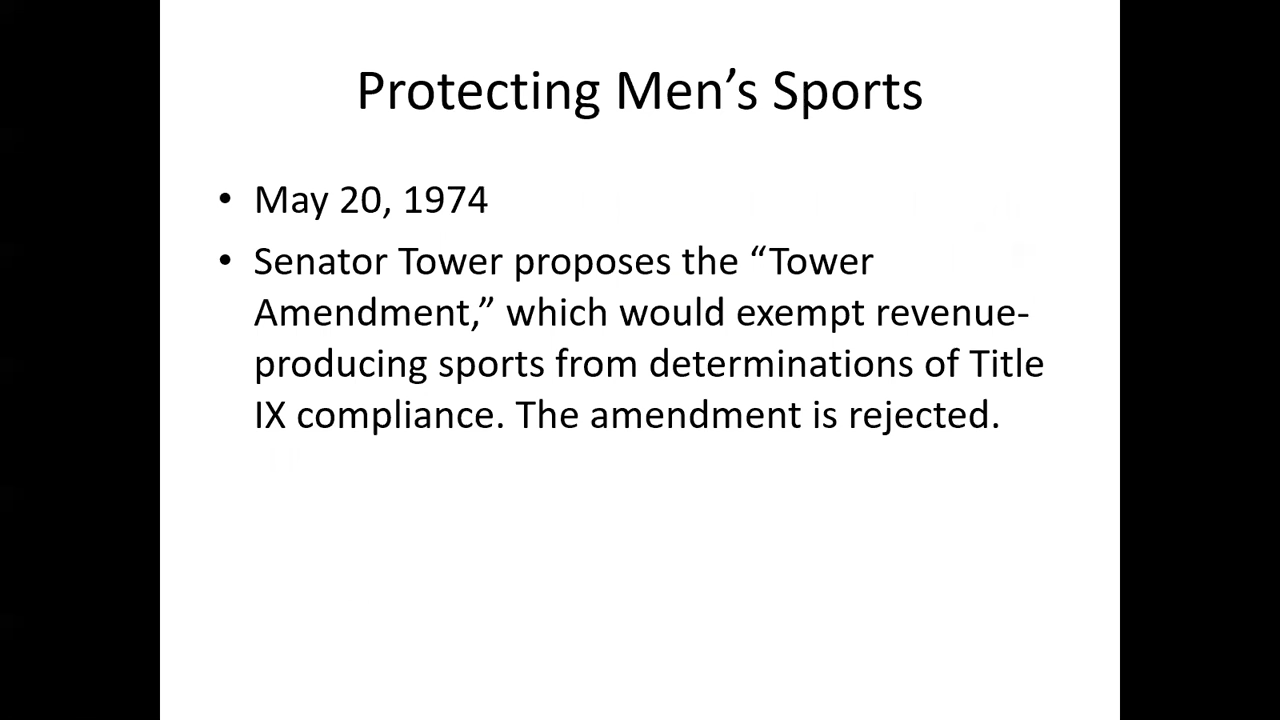 Protecting Men’s Sports
• May 20, 1974
• Senator Tower proposes the “Tower
Amendment,” which would exempt revenue-
producing sports from determinations of Title
IX compliance. The amendment is rejected.